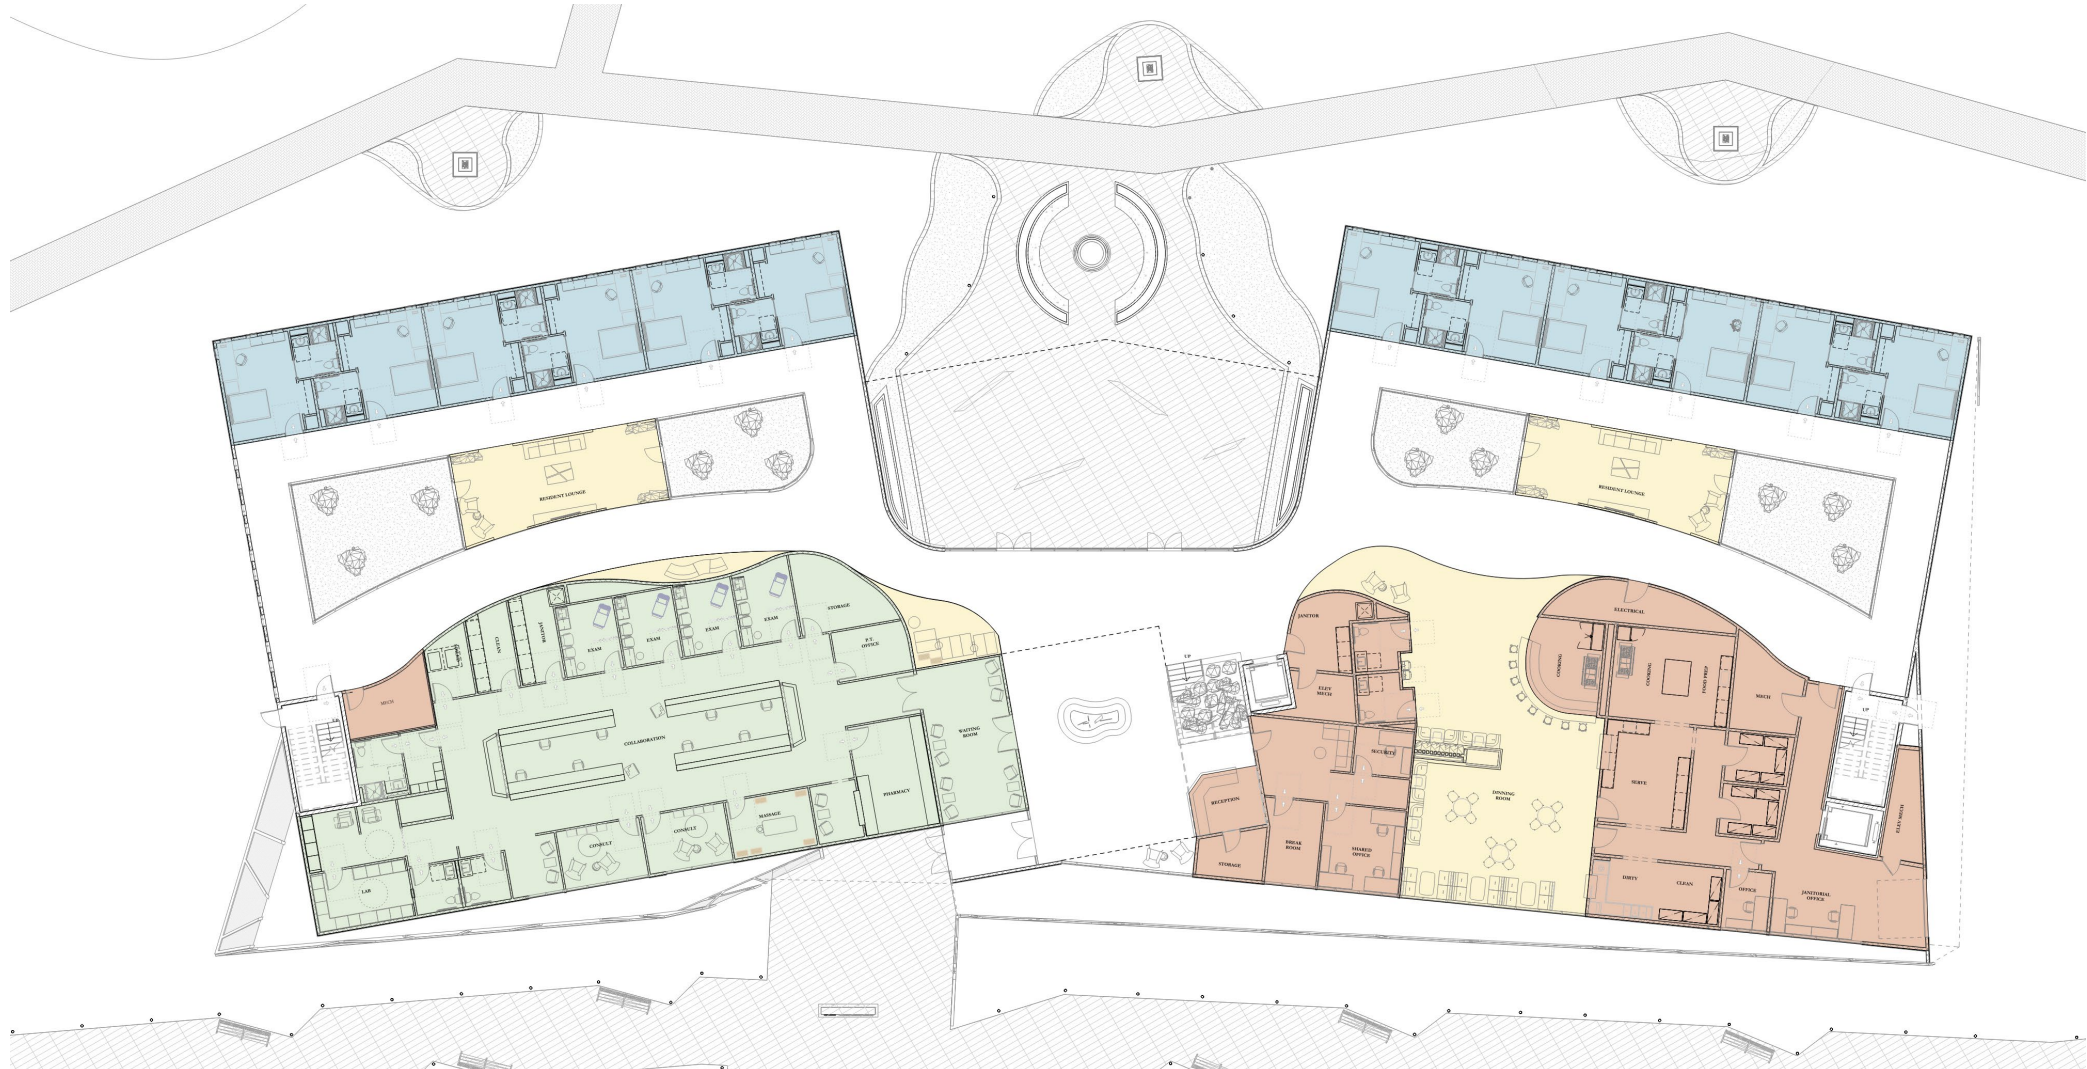 RESIDENT LOUNGE
RESIDENT LOUNGE
STORAGE
P.T.
OFFICE
EXAM
EXAM
EXAM
EXAM
JANITOR
CLEAN
MECH
COLLABORATION
WAITING
ROOM
PHARMACY
MASSAGE
CONSULT
CONSULT
LAB
UP
UP
JANITOR
ELEV
MECH
SECURITY
RECEPTION
STORAGE
BREAK
ROOM
SHARED
OFFICE
DINNING
ROOM
ELECTRICAL
COOKING
COOKING
FOOD PREP
MECH
SERVE
UP
ELEV MECH
DIRTY
CLEAN
OFFICE
JANITORIAL
OFFICE